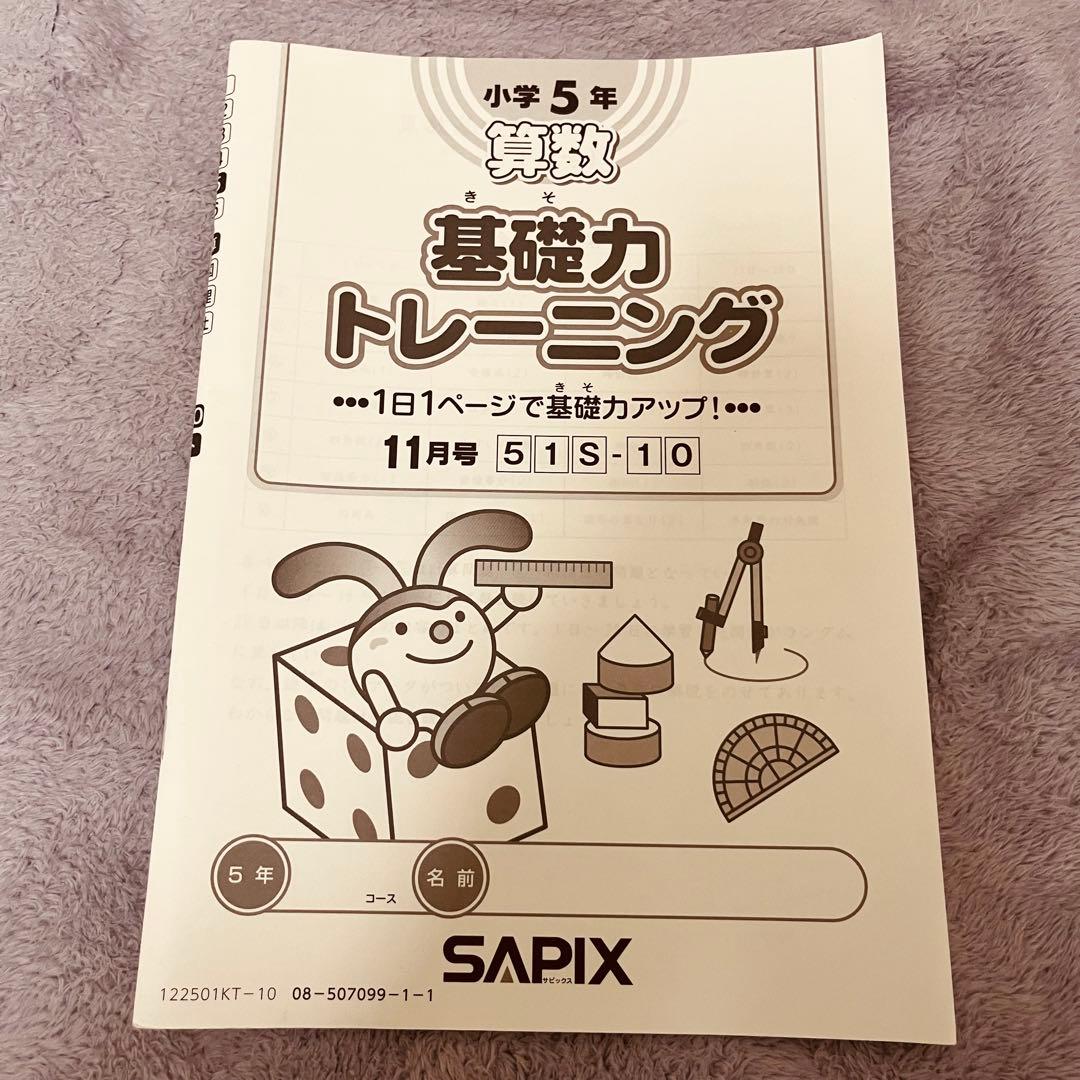 小学5年
算数
きそ
基礎力
トレーニング
きそ
•••1日1ページで基礎力アップ!•••
11月号 51S-10
5年
コース
名前
SAPIX
サピックス
122501KT-10 08-507099-1-1